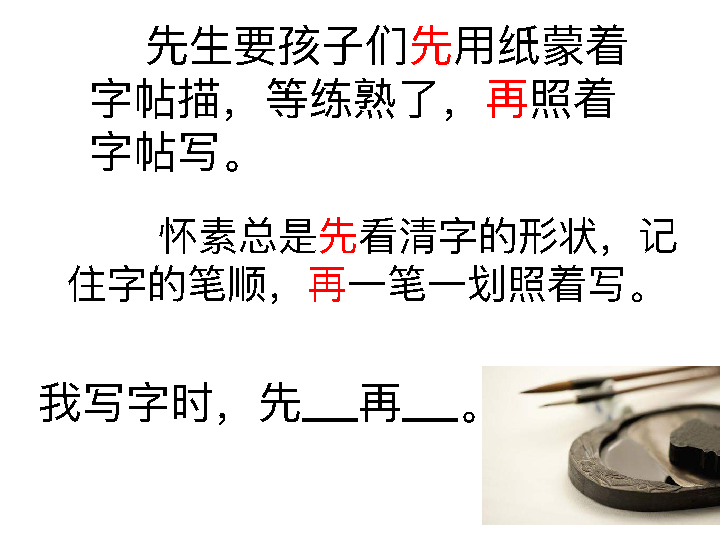 先生要孩子们先用纸蒙着
字帖描，等练熟了，再照着
字帖写。
怀素总是先看清字的形状，记
住字的笔顺，再一笔一划照着写。
我写字时，先___再___。